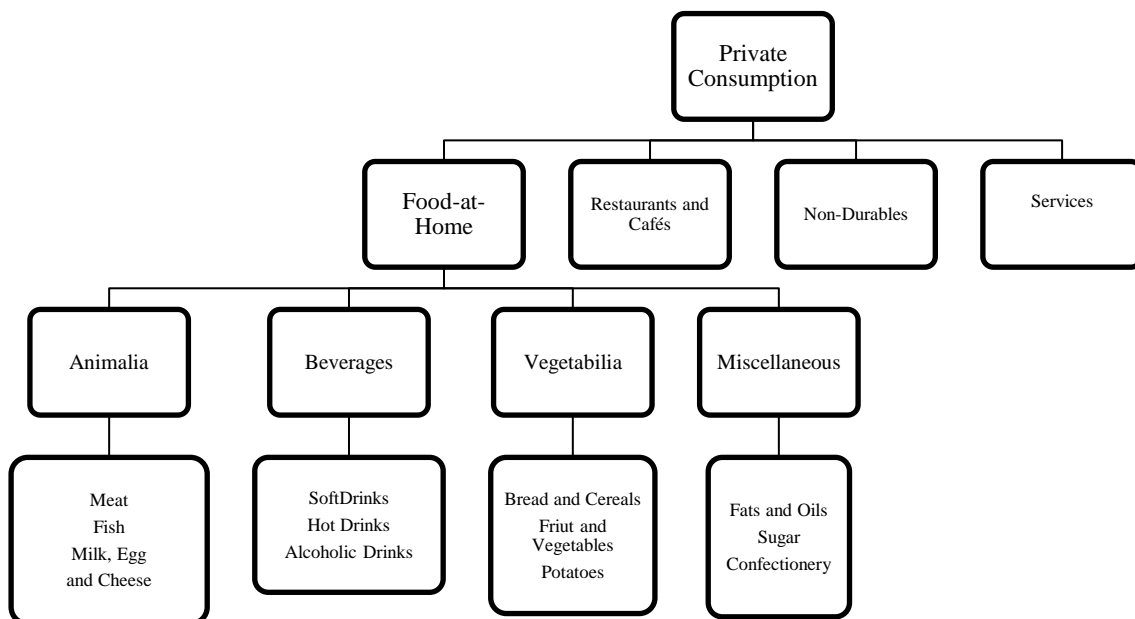 Private
Consumption
Food-at-
Home
Restaurants and
Cafés
Non-Durables
Services
Animalia
Beverages
Vegetabilia
Miscellaneous
Meat
Fish
Milk, Egg
and Cheese
SoftDrinks
Hot Drinks
Alcoholic Drinks
Bread and Cereals
Friut and
Vegetables
Potatoes
Fats and Oils
Sugar
Confectionery